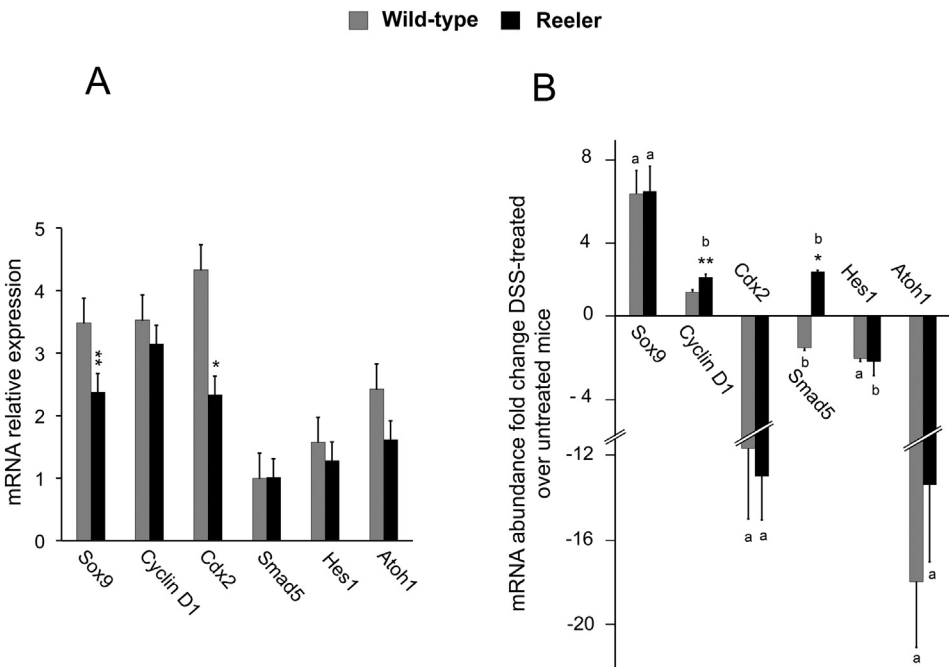 Wild-type Reeler
A
mRNA relative expression
5
4
3
2
1
0
**
*
Sox9
Cyclin D1
Cdx2
Smad5
Hes1
Atoh1
B
mRNA abundance fold change DSS-treated
over untreated mice
8
4
0
- 4
-12
-16
-20
a a
b
**
b
*
Sox9
Cyclin D1
Cdx2
Smad5
Hes1
Atoh1
b
a b
a a
a
a